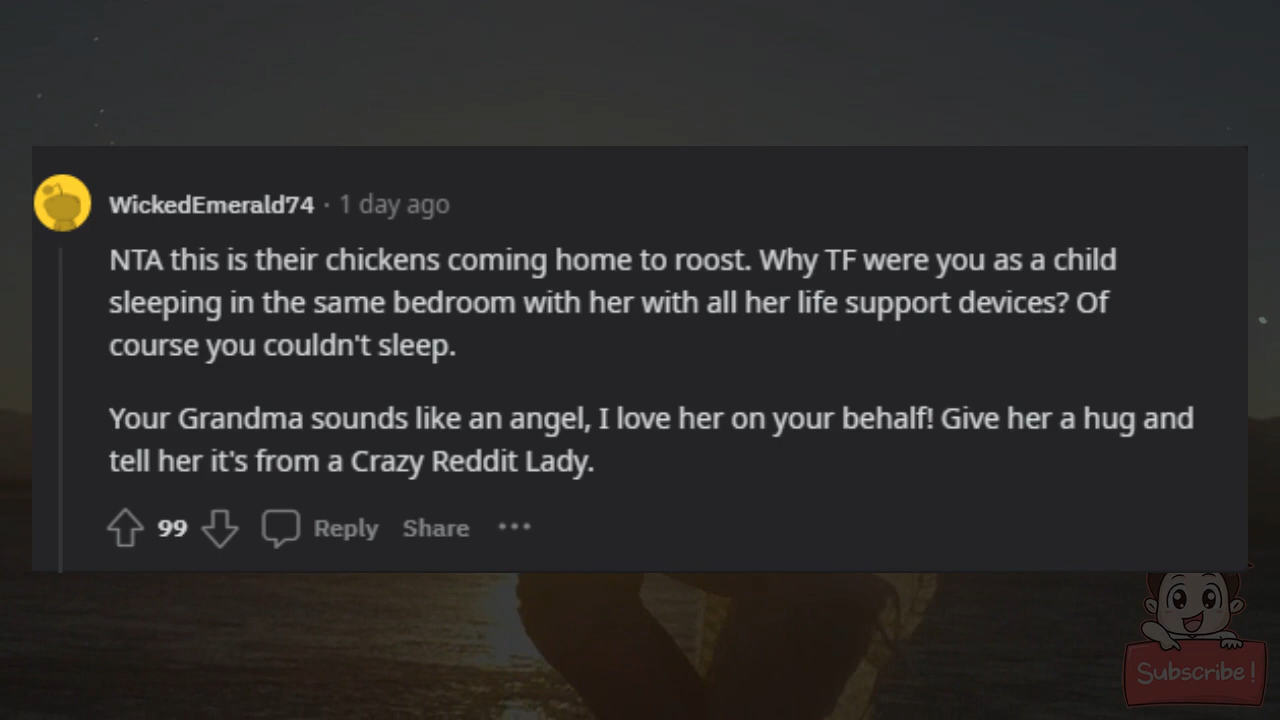 WickedEmerald74 · 1 day ago
NTA this is their chickens coming home to roost. Why TF were you as a child
sleeping in the same bedroom with her with all her life support devices? Of
course you couldn't sleep.
Your Grandma sounds like an angel, I love her on your behalf! Give her a hug and
tell her it's from a Crazy Reddit Lady.
99 Reply Share ···
Subscribe!